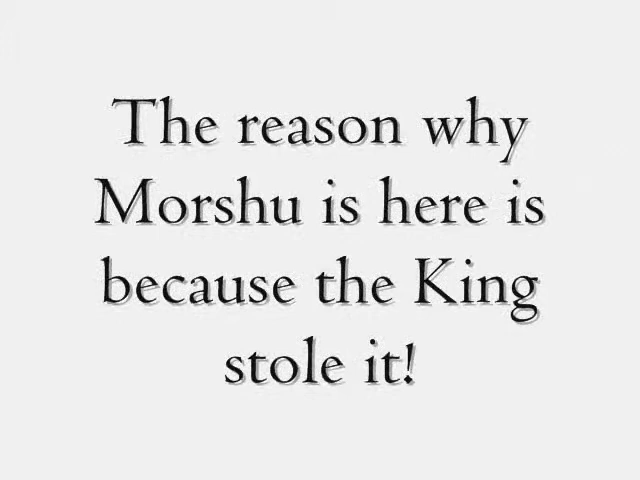 The reason why
Morshu is here is
because the King
stole it!